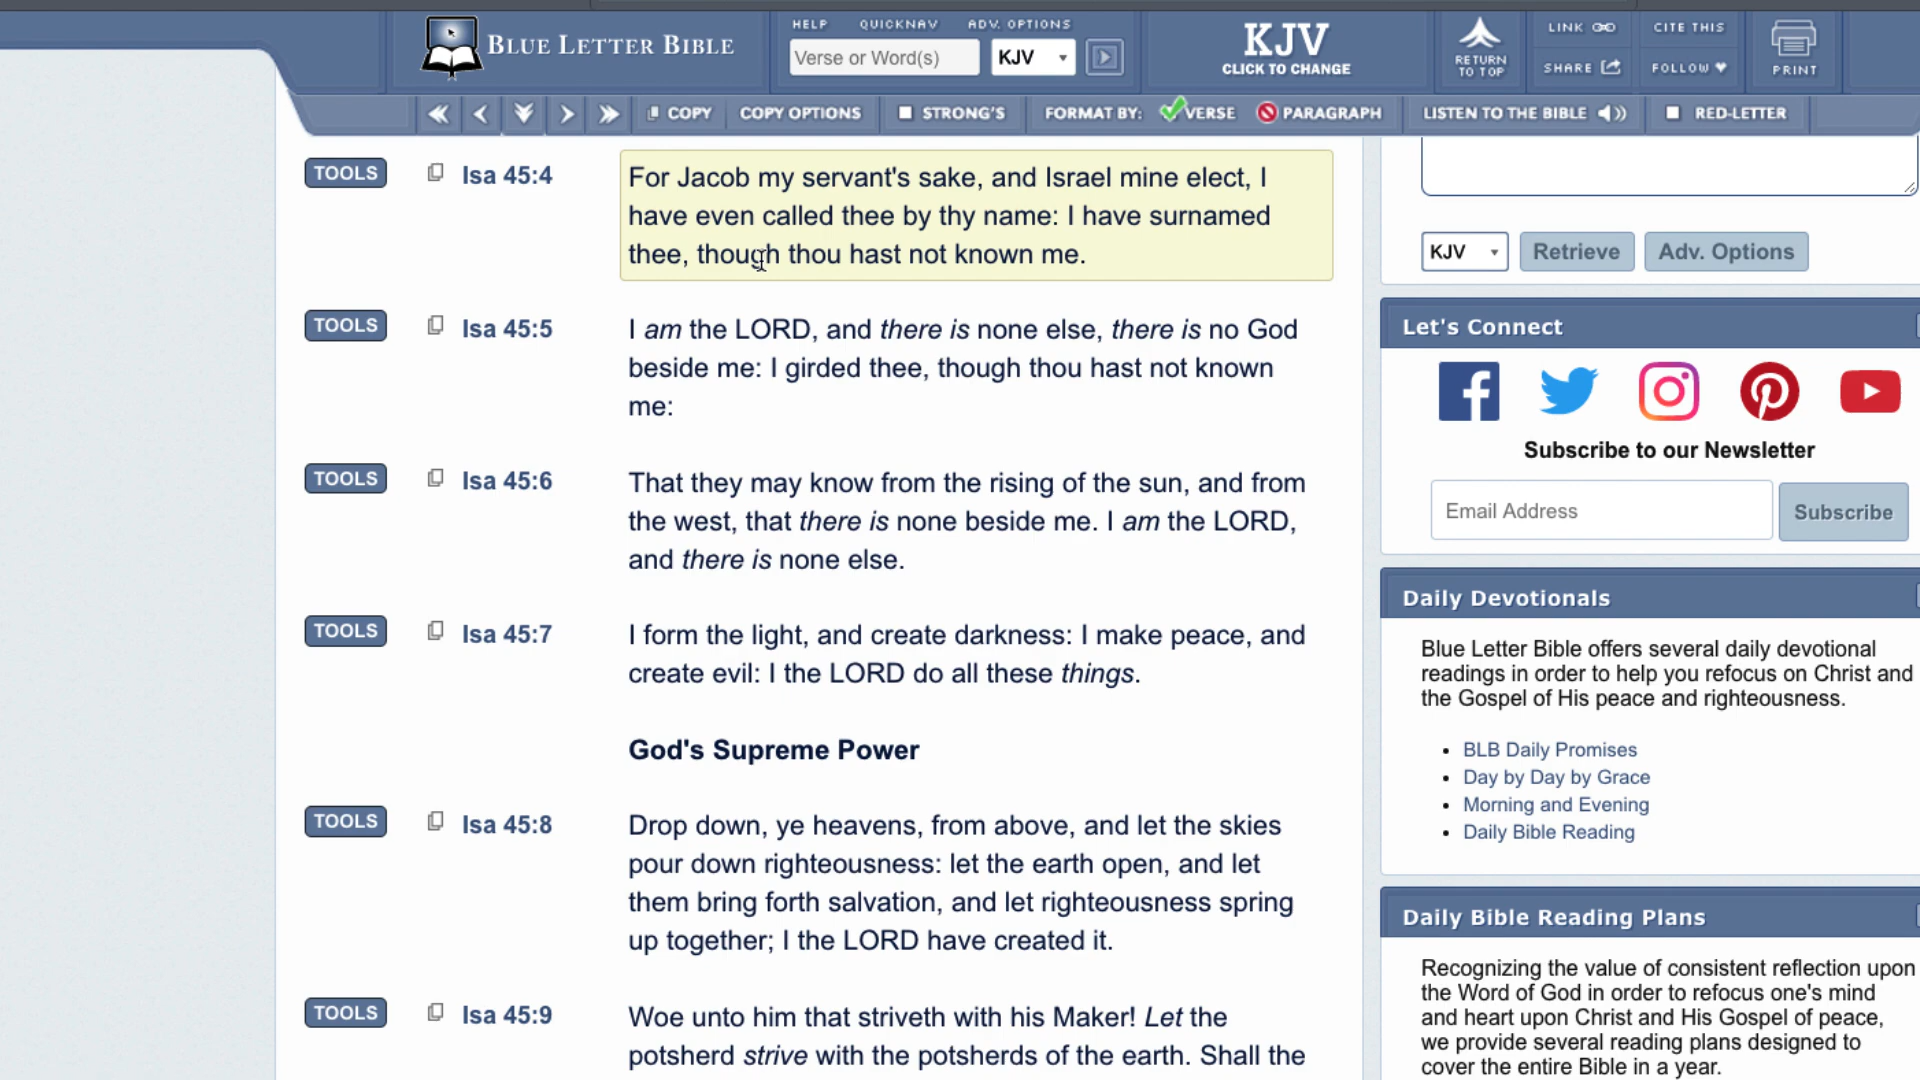 BLUE LETTER BIBLE
HELP QUICKNAV ADV. OPTIONS
Verse or Word(s) KJV
KJV
CLICK TO CHANGE
RETURN
TO TOP
LINK
SHARE
CITE THIS
FOLLOW
PRINT
COPY COPY OPTIONS STRONG'S FORMAT BY: VERSE PARAGRAPH LISTEN TO THE BIBLE RED-LETTER
TOOLS Isa 45:4 For Jacob my servant's sake, and Israel mine elect, I
have even called thee by thy name: I have surnamed
thee, though thou hast not known me.
TOOLS Isa 45:5 I am the LORD, and there is none else, there is no God
beside me: I girded thee, though thou hast not known
me:
TOOLS Isa 45:6 That they may know from the rising of the sun, and from
the west, that there is none beside me. I am the LORD,
and there is none else.
TOOLS Isa 45:7 I form the light, and create darkness: I make peace, and
create evil: I the LORD do all these things.
God's Supreme Power
TOOLS Isa 45:8 Drop down, ye heavens, from above, and let the skies
pour down righteousness: let the earth open, and let
them bring forth salvation, and let righteousness spring
up together; I the LORD have created it.
TOOLS Isa 45:9 Woe unto him that striveth with his Maker! Let the
potsherd strive with the potsherds of the earth. Shall the
KJV Retrieve Adv. Options
Let's Connect
Subscribe to our Newsletter
Email Address Subscribe
Daily Devotionals
Blue Letter Bible offers several daily devotional
readings in order to help you refocus on Christ and
the Gospel of His peace and righteousness.
• BLB Daily Promises
• Day by Day by Grace
• Morning and Evening
• Daily Bible Reading
Daily Bible Reading Plans
Recognizing the value of consistent reflection upon
the Word of God in order to refocus one's mind
and heart upon Christ and His Gospel of peace,
we provide several reading plans designed to
cover the entire Bible in a year.